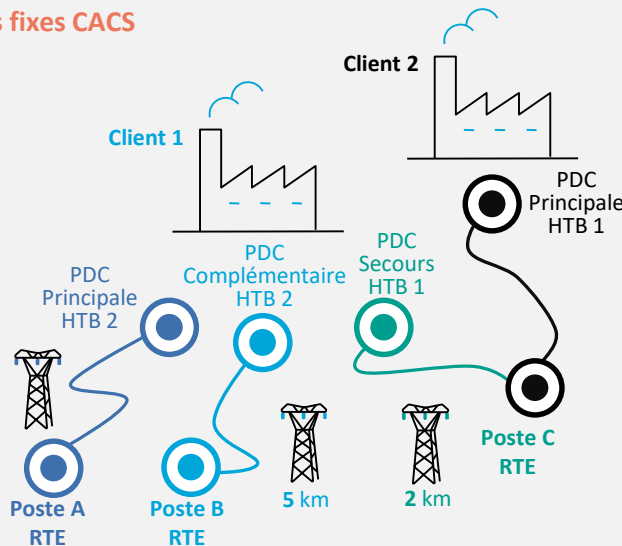 s fixes CACS
Client 2
Client 1
PDC
Principale
HTB 1
PDC
Secours
HTB 1
PDC
Complémentaire
HTB 2
PDC
Principale
HTB 2
5 km
2 km
Poste C
RTE
Poste A
RTE
Poste B
RTE